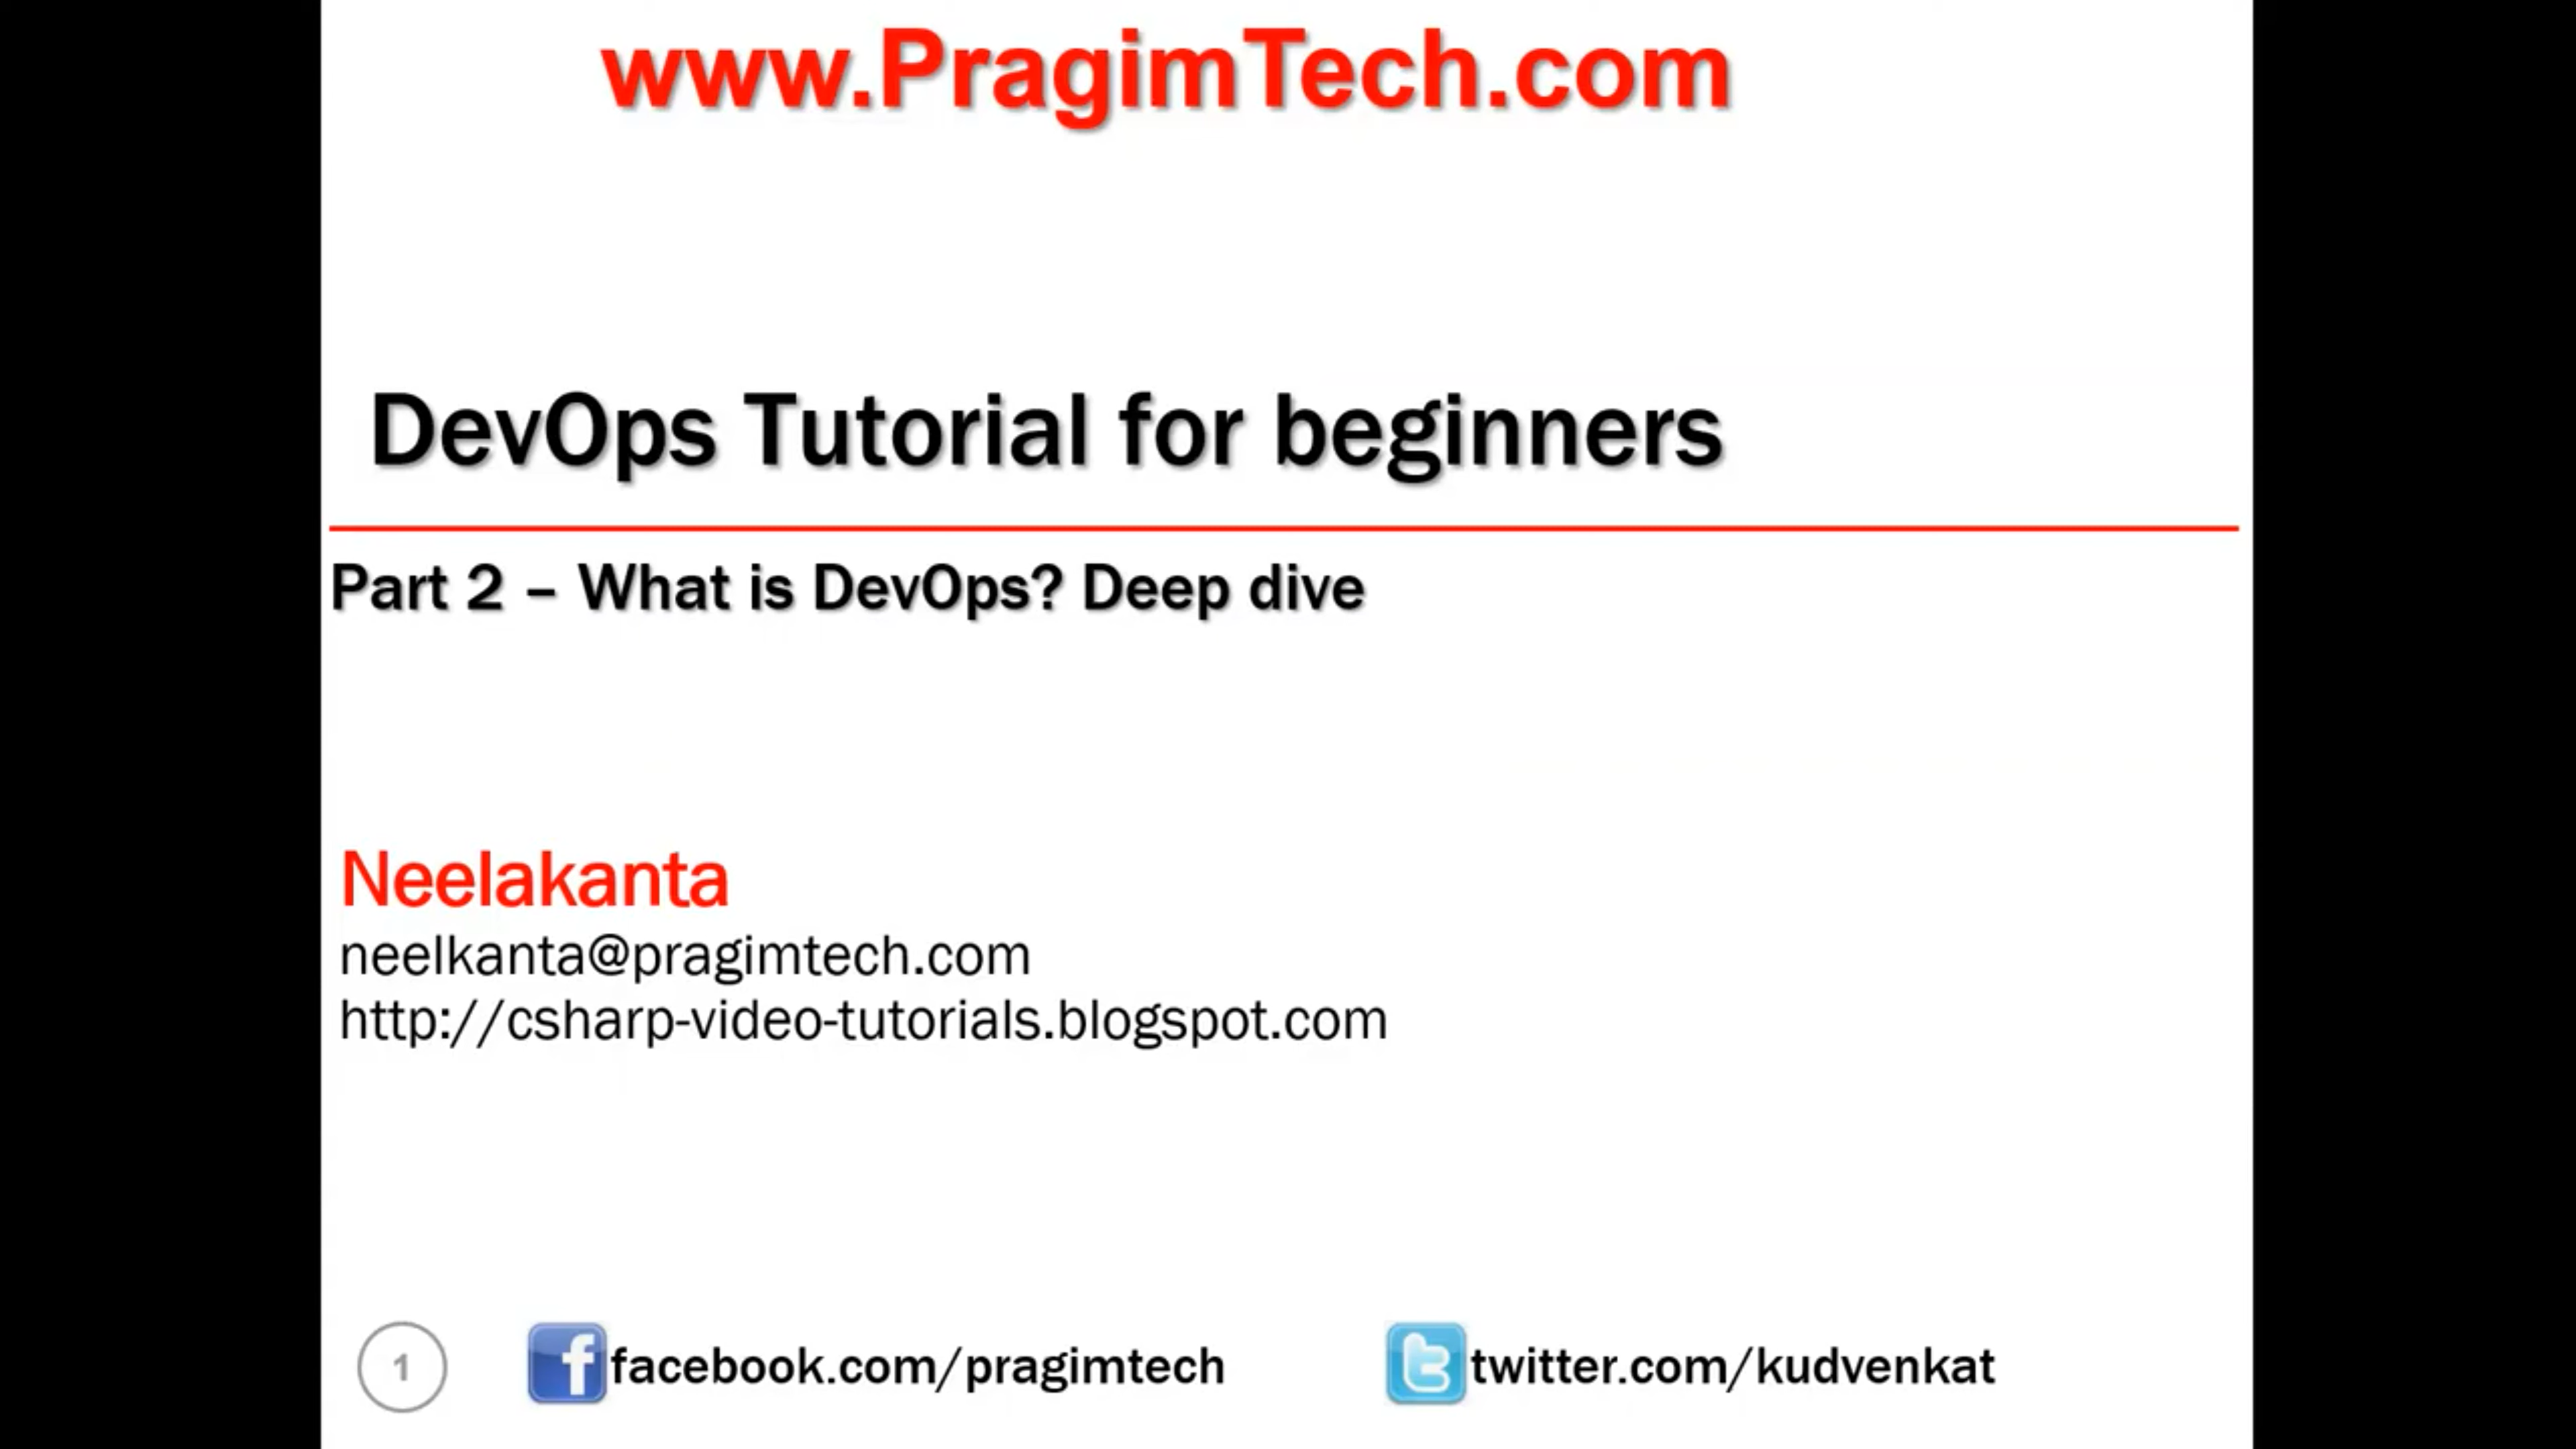 www.PragimTech.com
DevOps Tutorial for beginners
Part 2 – What is DevOps? Deep dive
Neelakanta
neelkanta@pragimtech.com
http://csharp-video-tutorials.blogspot.com
1
facebook.com/pragimtech
twitter.com/kudvenkat